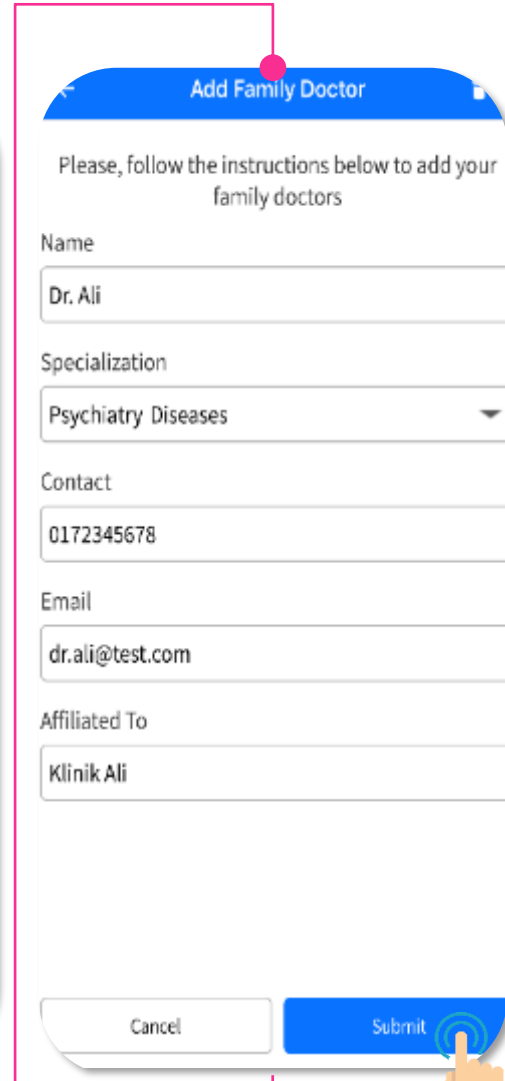 Add Family Doctor
Please, follow the instructions below to add your
family doctors
Name
Dr. Ali
Specialization
Psychiatry Diseases
Contact
0172345678
Email
dr.ali@test.com
Affiliated To
Klinik Ali
Cancel
Submit